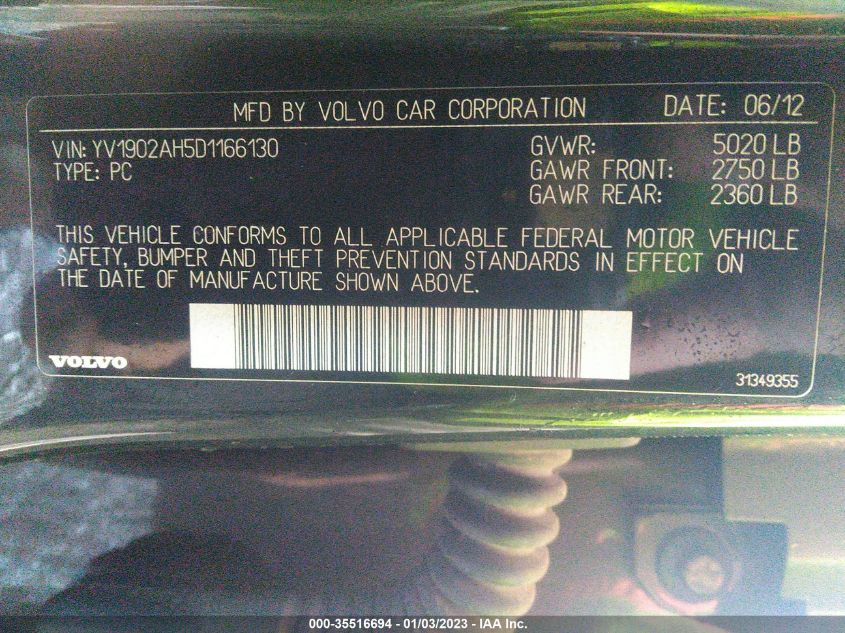 MFD BY VOLVO CAR CORPORATION DATE: 06/12
VIN: YV1902AH5D1166130 GVWR: 5020 LB
TYPE: PC GAWR FRONT: 2750 LB
GAWR REAR: 2360 LB
THIS VEHICLE CONFORMS TO ALL APPLICABLE FEDERAL MOTOR VEHICLE
SAFETY, BUMPER AND THEFT PREVENTION STANDARDS IN EFFECT ON
THE DATE OF MANUFACTURE SHOWN ABOVE.
VOLVO
31349355
000-35516694 - 01/03/2023 - IAA Inc.